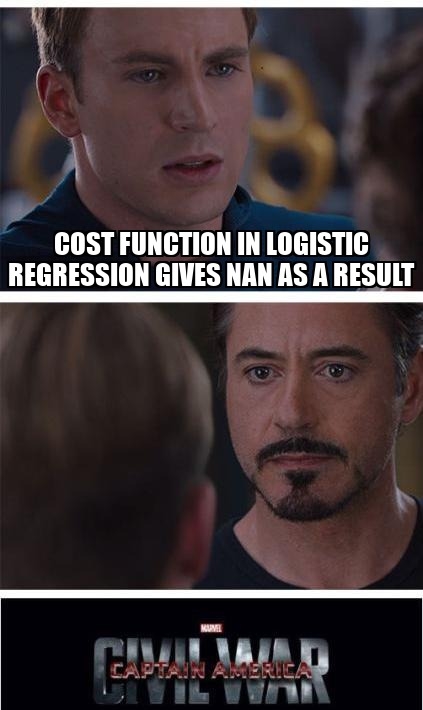 COST FUNCTION IN LOGISTIC
REGRESSION GIVES NAN AS A RESULT
MARVEL
CAPTAIN AMERICA
CIVIL WAR